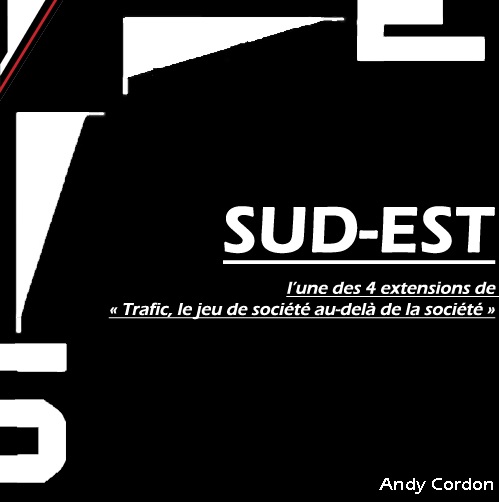 E
SUD-EST
l'une des 4 extensions de
« Trafic, le jeu de société au-delà de la société »
S
Andy Cordon